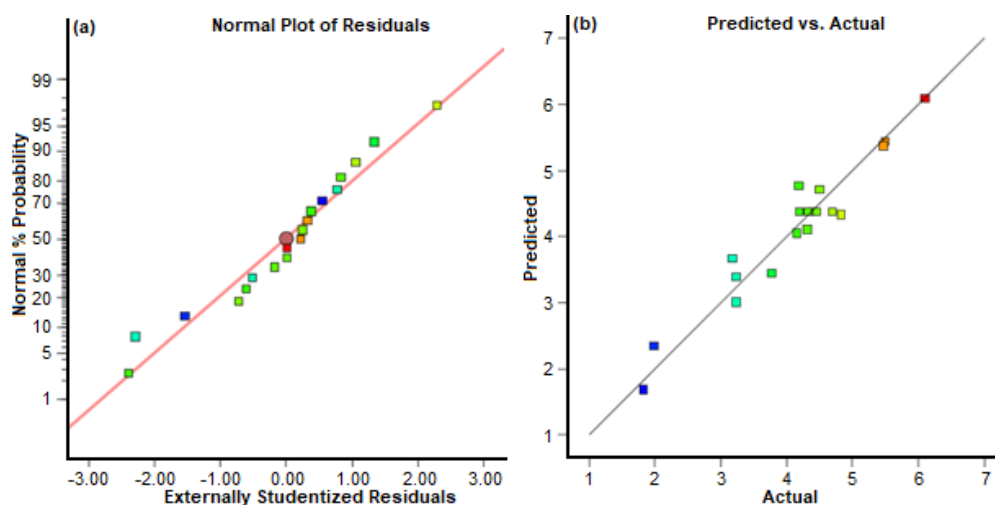 (a) Normal Plot of Residuals
Normal % Probability
99
95
90
80
70
50
30
20
10
5
1
-3.00 -2.00 -1.00 0.00 1.00 2.00 3.00
Externally Studentized Residuals
(b) Predicted vs. Actual
Predicted
7
6
5
4
3
2
1
1 2 3 4 5 6 7
Actual